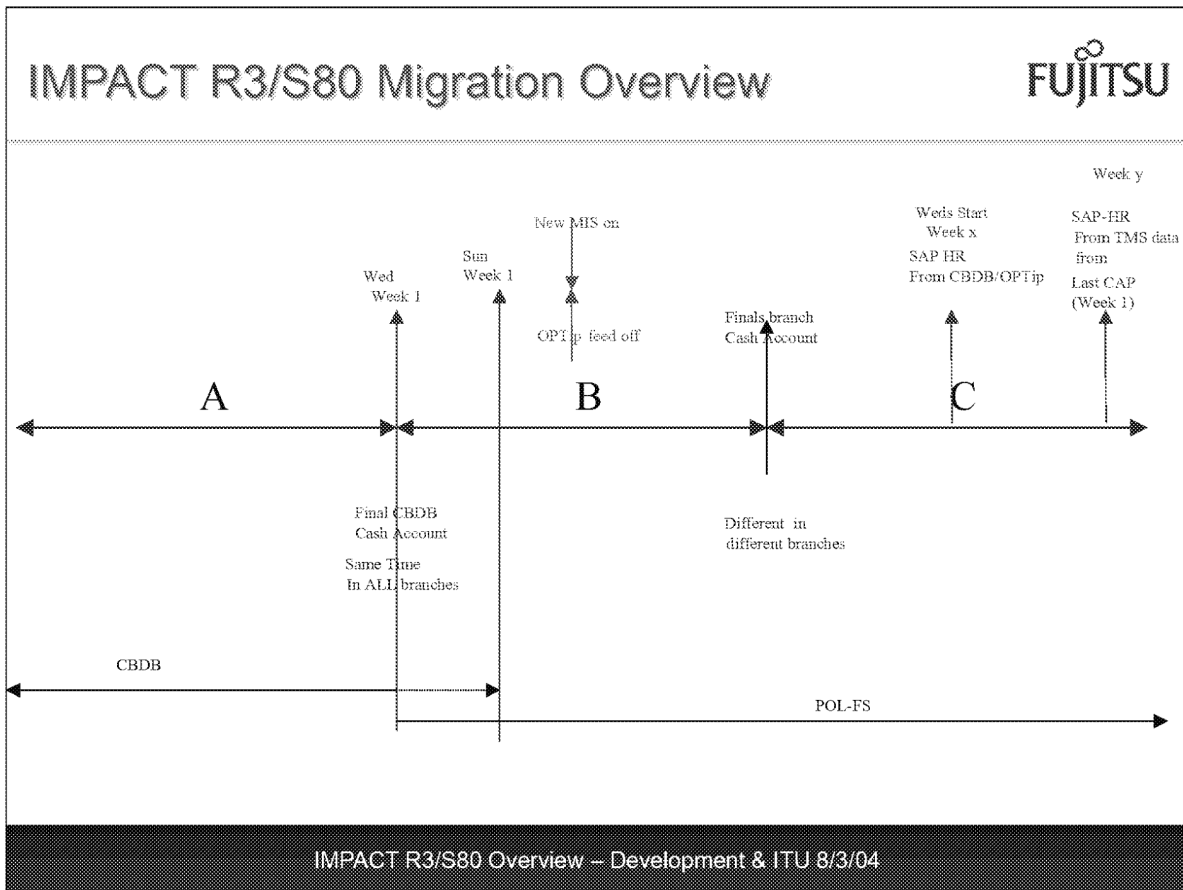 IMPACT R3/S80 Migration Overview
FUJITSU
Week y
New MIS on
Weds Start
Week x
SAP HR
From CBDB/OPTip
SAP-HR
From TMS data
from
Last CAP
(Week 1)
Sun
Week 1
Wed
Week 1
OPTip feed off
Finals branch
Cash Account
A
B
C
Final CBDB
Cash Account
Same Time
In ALL branches
Different in
different branches
CBDB
POL-FS
IMPACT R3/S80 Overview – Development & ITU 8/3/04